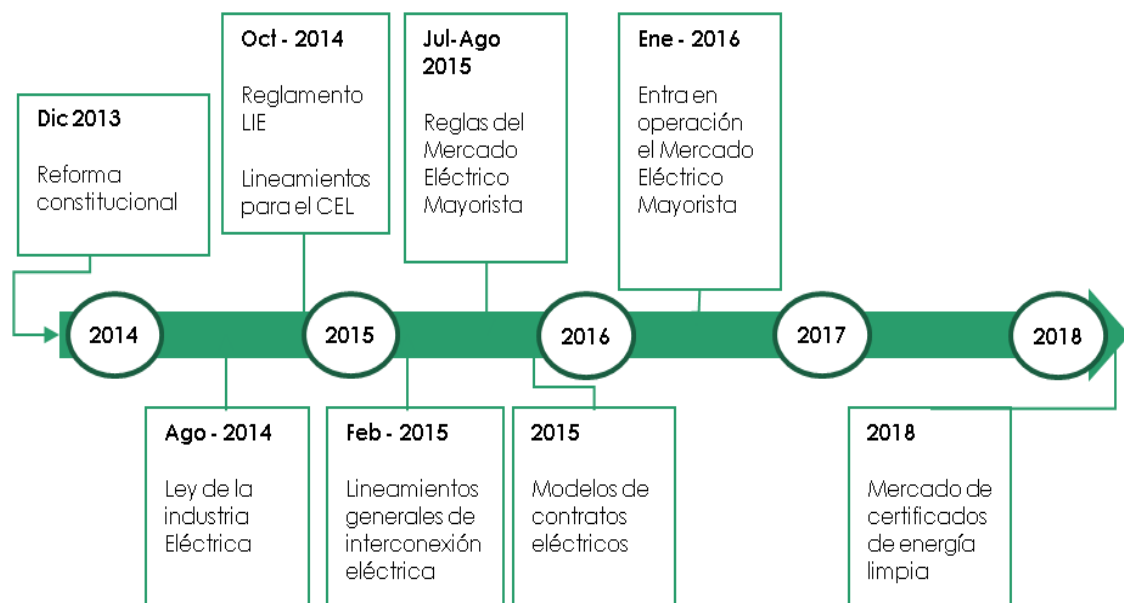 Dic 2013
Reforma
constitucional
Oct - 2014
Reglamento
LIE
Lineamientos
para el CEL
Jul-Ago
2015
Reglas del
Mercado
Eléctrico
Mayorista
Ene - 2016
Entra en
operación
el Mercado
Eléctrico
Mayorista
2014
2015
2016
2017
2018
Ago - 2014
Ley de la
industria
Eléctrica
Feb - 2015
Lineamientos
generales de
interconexión
eléctrica
2015
Modelos de
contratos
eléctricos
2018
Mercado de
certificados
de energía
limpia